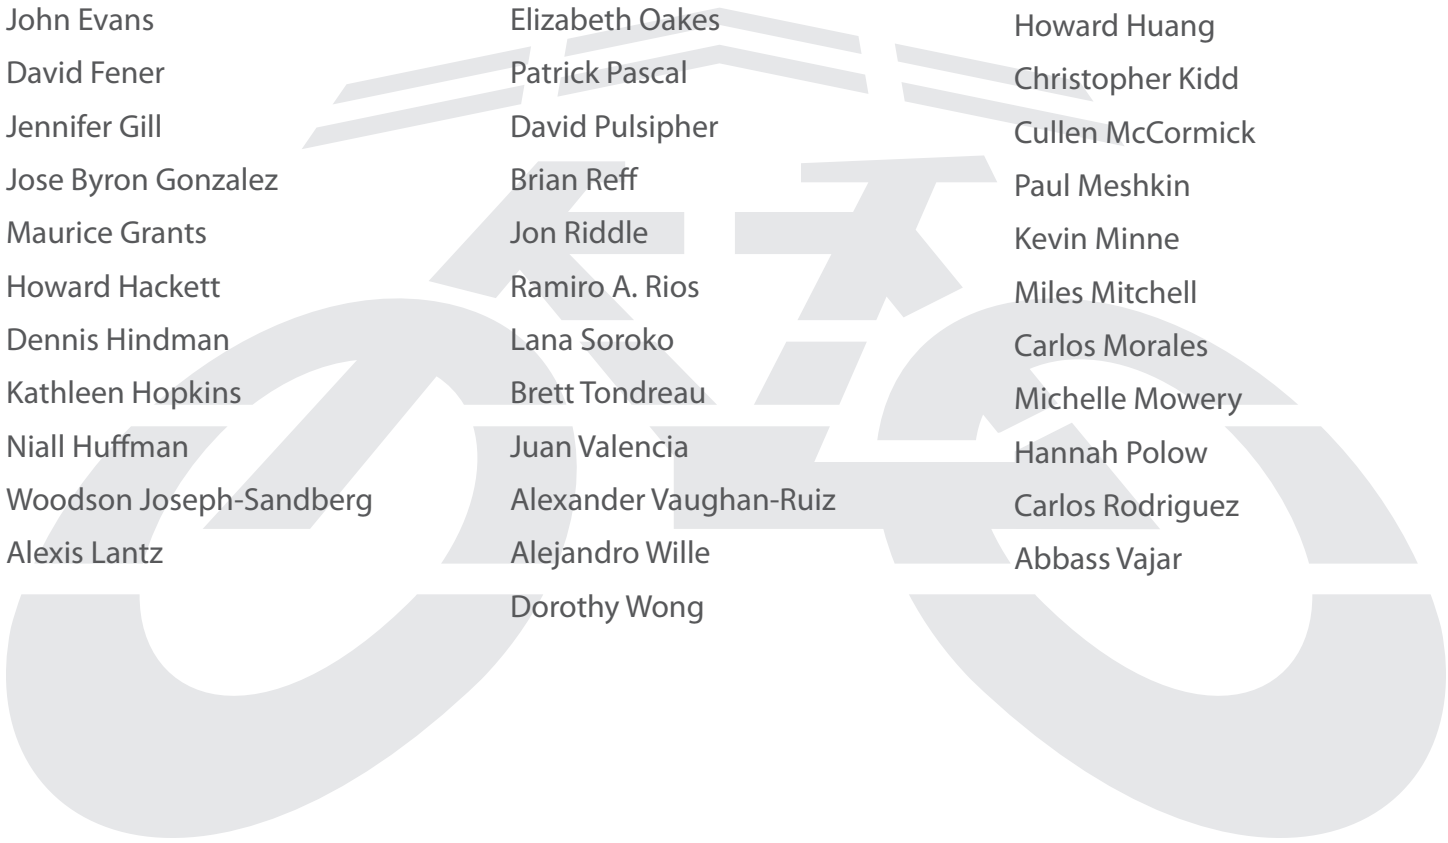 John Evans
David Fener
Jennifer Gill
Jose Byron Gonzalez
Maurice Grants
Howard Hackett
Dennis Hindman
Kathleen Hopkins
Niall Huffman
Woodson Joseph-Sandberg
Alexis Lantz
Elizabeth Oakes
Patrick Pascal
David Pulsipher
Brian Reff
Jon Riddle
Ramiro A. Rios
Lana Soroko
Brett Tondreau
Juan Valencia
Alexander Vaughan-Ruiz
Alejandro Wille
Dorothy Wong
Howard Huang
Christopher Kidd
Cullen McCormick
Paul Meshkin
Kevin Minne
Miles Mitchell
Carlos Morales
Michelle Mowery
Hannah Polow
Carlos Rodriguez
Abbass Vajar